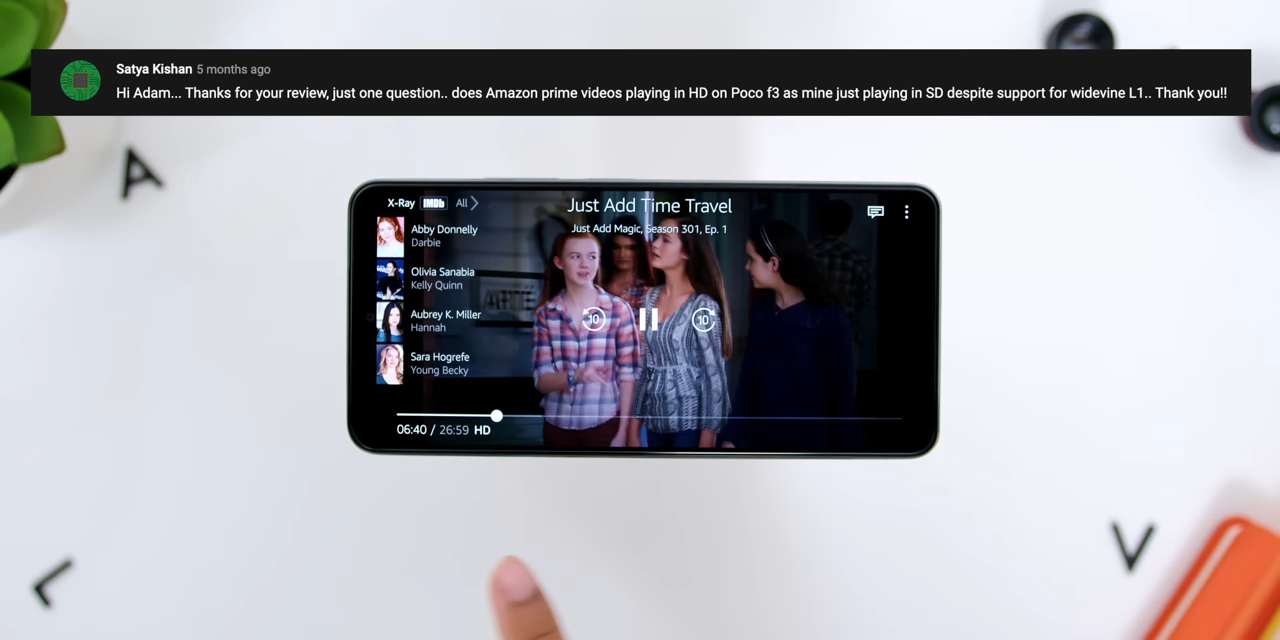 Satya Kishan 5 months ago
Hi Adam... Thanks for your review, just one question.. does Amazon prime videos playing in HD on Poco f3 as mine just playing in SD despite support for widevine L1.. Thank you!!
A
X-Ray IMDb All
Just Add Time Travel
Just Add Magic, Season 301, Ep. 1
Abby Donnelly
Darbie
Olivia Sanabia
Kelly Quinn
Aubrey K. Miller
Hannah
Sara Hogrefe
Young Becky
10
10
06:40 / 26:59 HD
V
L